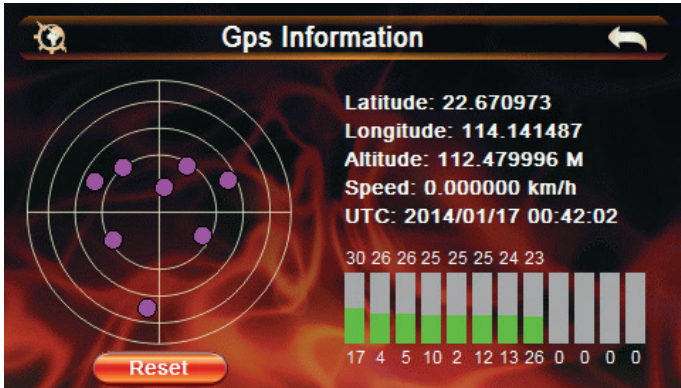 Gps Information
Latitude: 22.670973
Longitude: 114.141487
Altitude: 112.479996 M
Speed: 0.000000 km/h
UTC: 2014/01/17 00:42:02
30 26 26 25 25 25 24 23
17 4 5 10 2 12 13 26 0 0 0 0
Reset